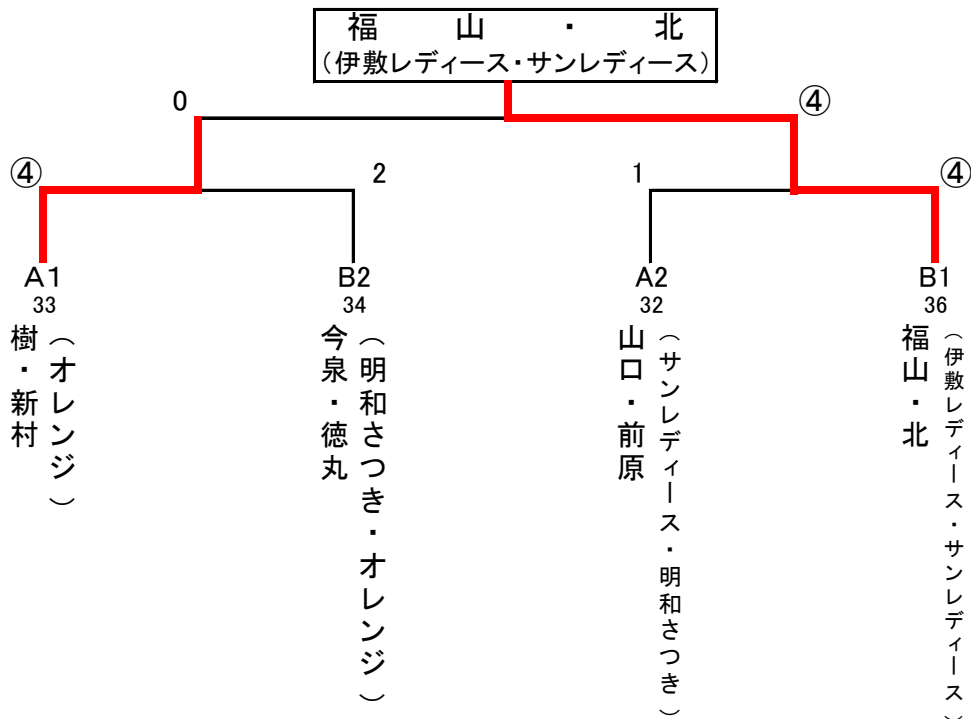 福山・北
(伊敷レディース・サンレディース)
0
④
④
2
1
④
A1
B2
A2
B1
33
34
32
36
樹・新村
(オレンジ)
今泉・徳丸
(明和さつき・オレンジ)
山口・前原
(サンレディース・明和さつき)
福山・北
(伊敷レディース・サンレディース)